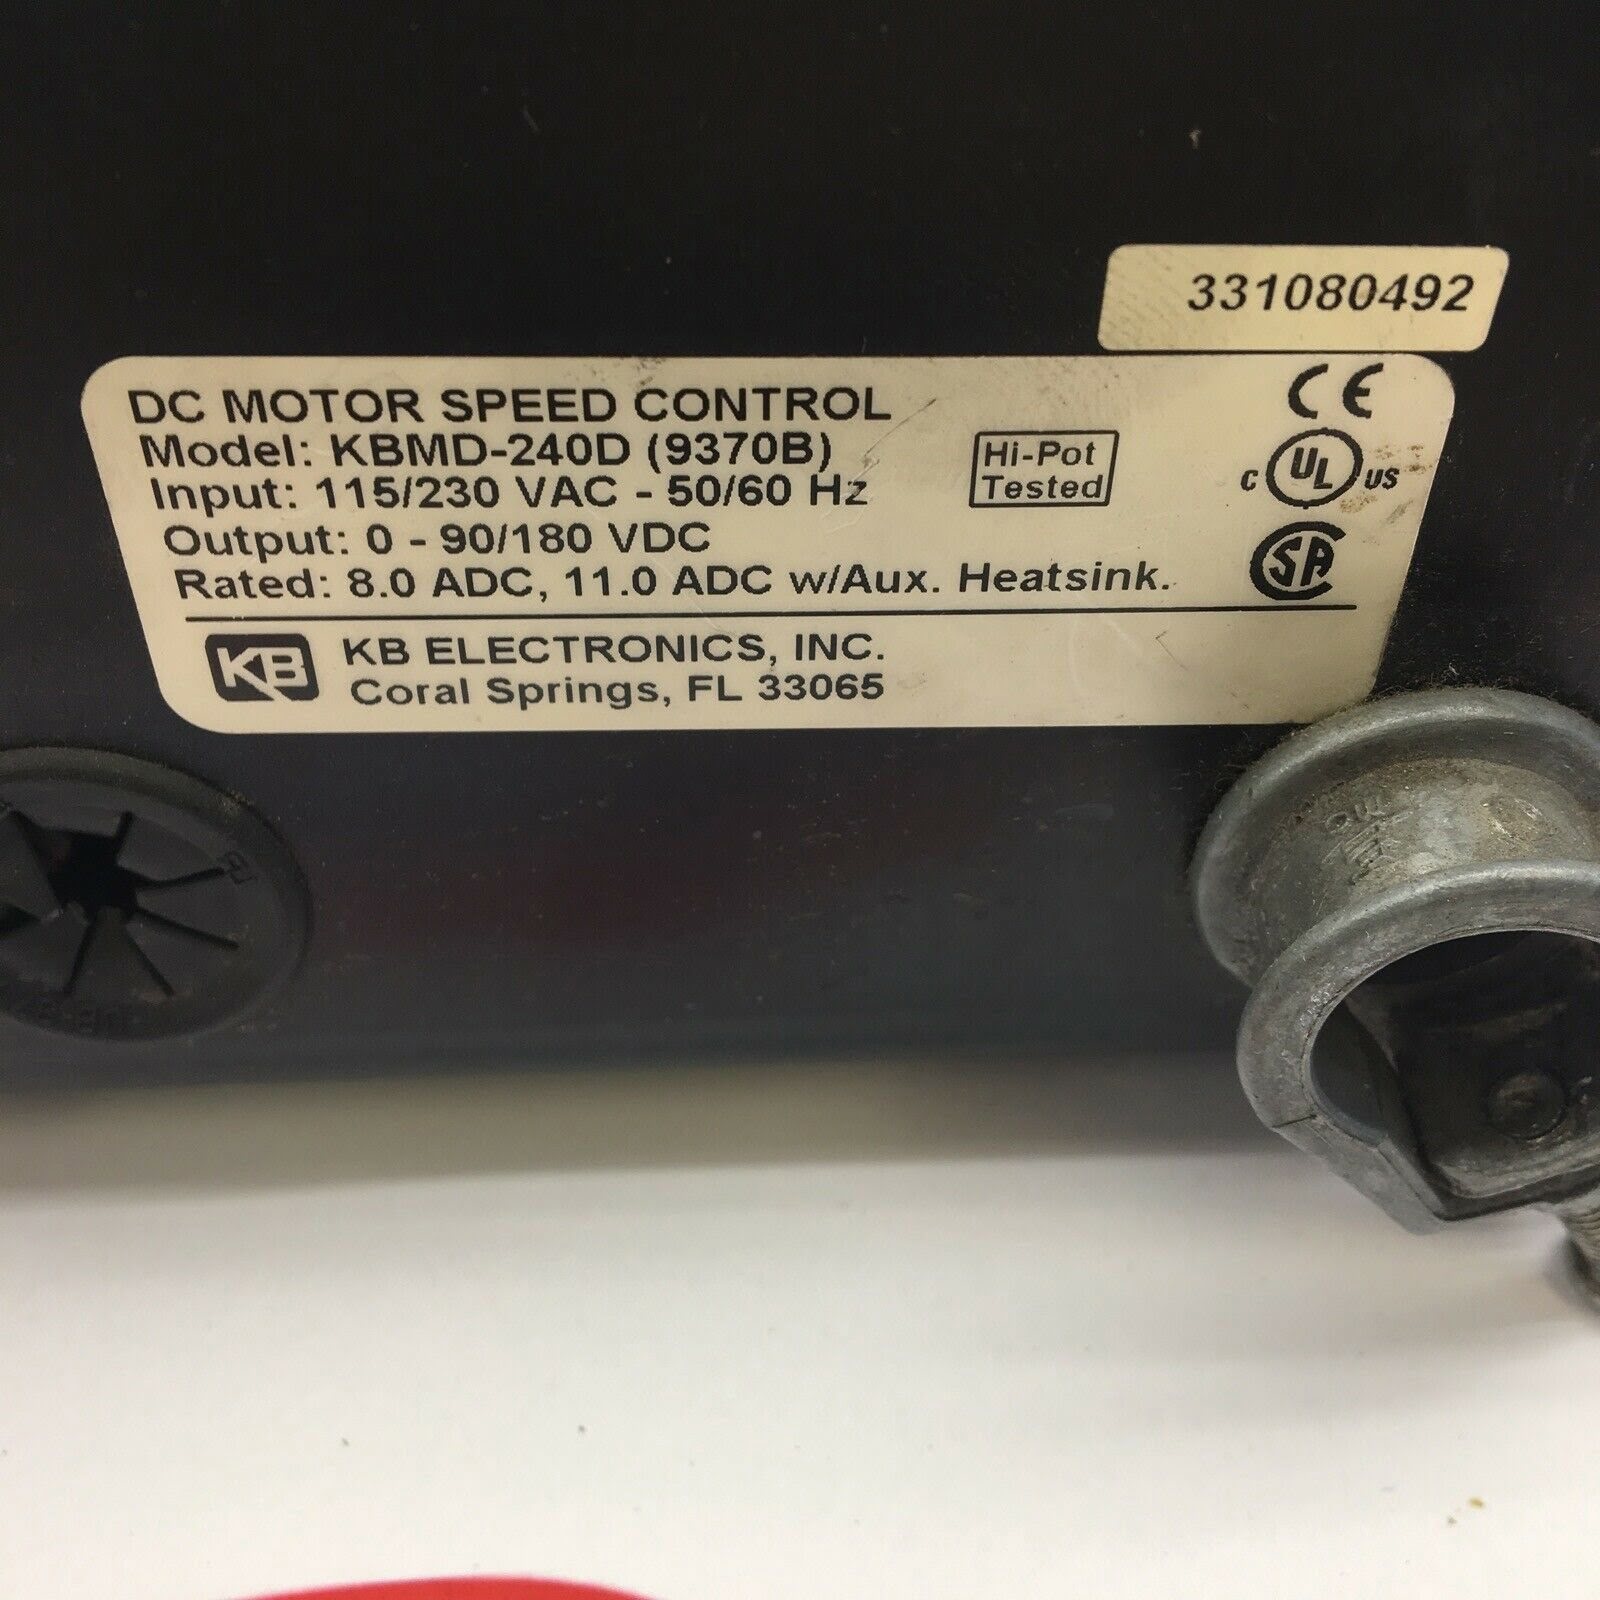 331080492
DC MOTOR SPEED CONTROL
Model: KBMD-240D (9370B)
Input: 115/230 VAC - 50/60 Hz
Output: 0 - 90/180 VDC
Rated: 8.0 ADC, 11.0 ADC w/Aux. Heatsink.
Hi-Pot
Tested
CE
C UL US
SA
KB
KB ELECTRONICS, INC.
Coral Springs, FL 33065